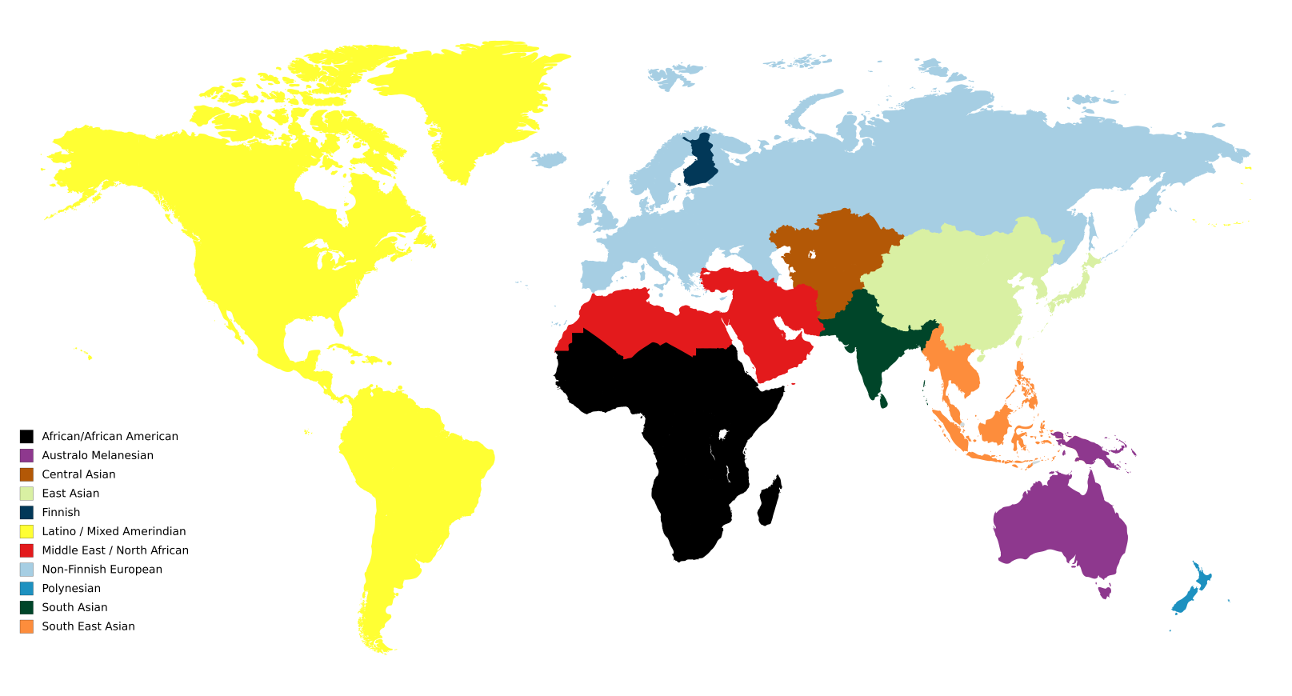 African/African American
Australo Melanesian
Central Asian
East Asian
Finnish
Latino / Mixed Amerindian
Middle East / North African
Non-Finnish European
Polynesian
South Asian
South East Asian